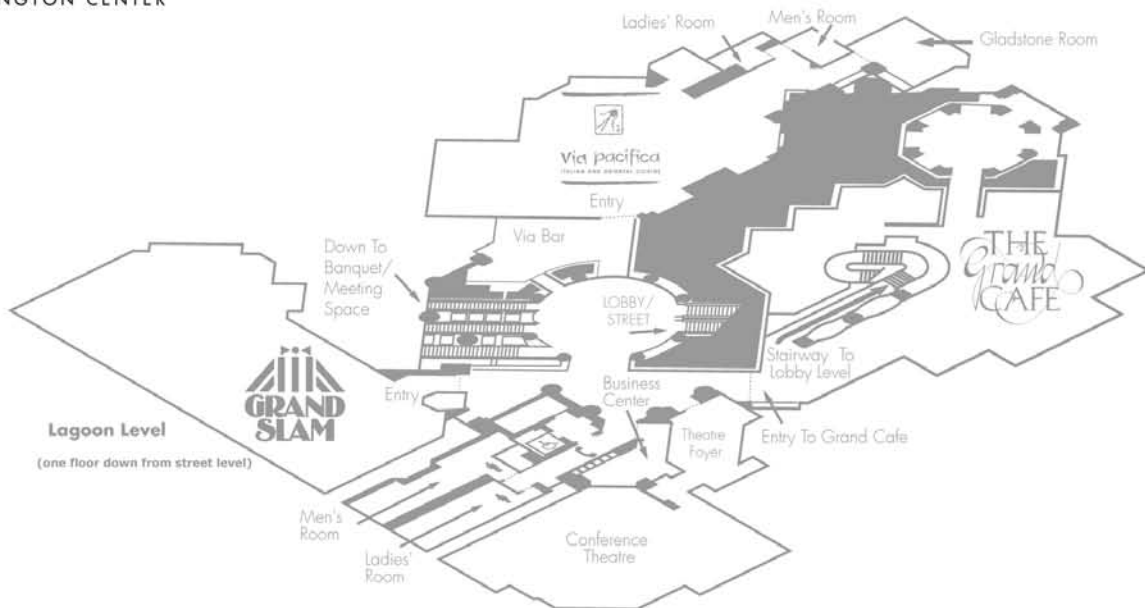 CENTER
Ladies' Room
Men's Room
Gladstone Room
Via pacifica
ITALIAN AND ORIENTAL CUISINE
Entry
Via Bar
Down To
Banquet/
Meeting
Space
LOBBY/
STREET
THE
Grand
CAFE
Stairway To
Lobby Level
Business
Center
Entry
GRAND
SLAM
Lagoon Level
(one floor down from street level)
Theatre
Foyer
Entry To Grand Cafe
Men's
Room
Ladies'
Room
Conference
Theatre